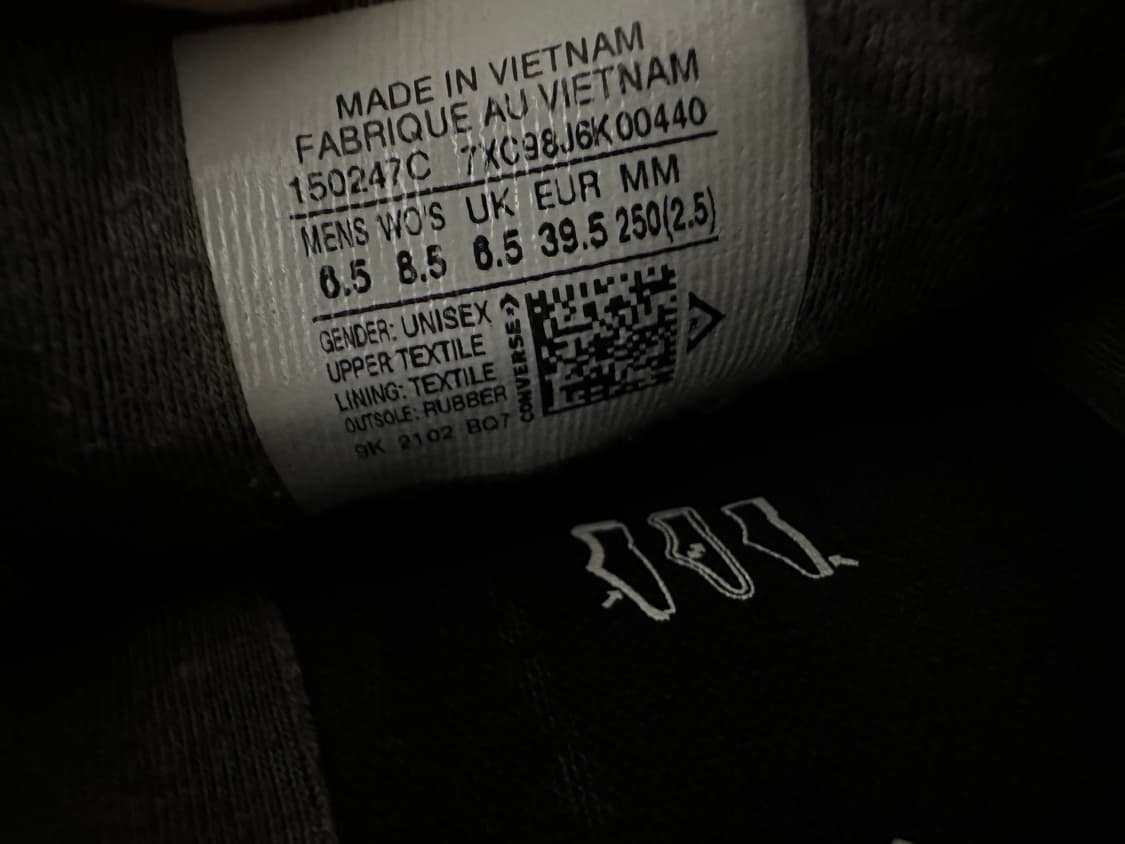 MADE IN VIETNAM
FABRIQUE AU VIETNAM
150247C 7XC98J6K00440
MENS WO'S UK EUR MM
6.5 8.5 6.5 39.5 250(2.5)
GENDER: UNISEX
UPPER TEXTILE
LINING: TEXTILE
OUTSOLE: RUBBER
9K 2102 BQ7
CONVERSE